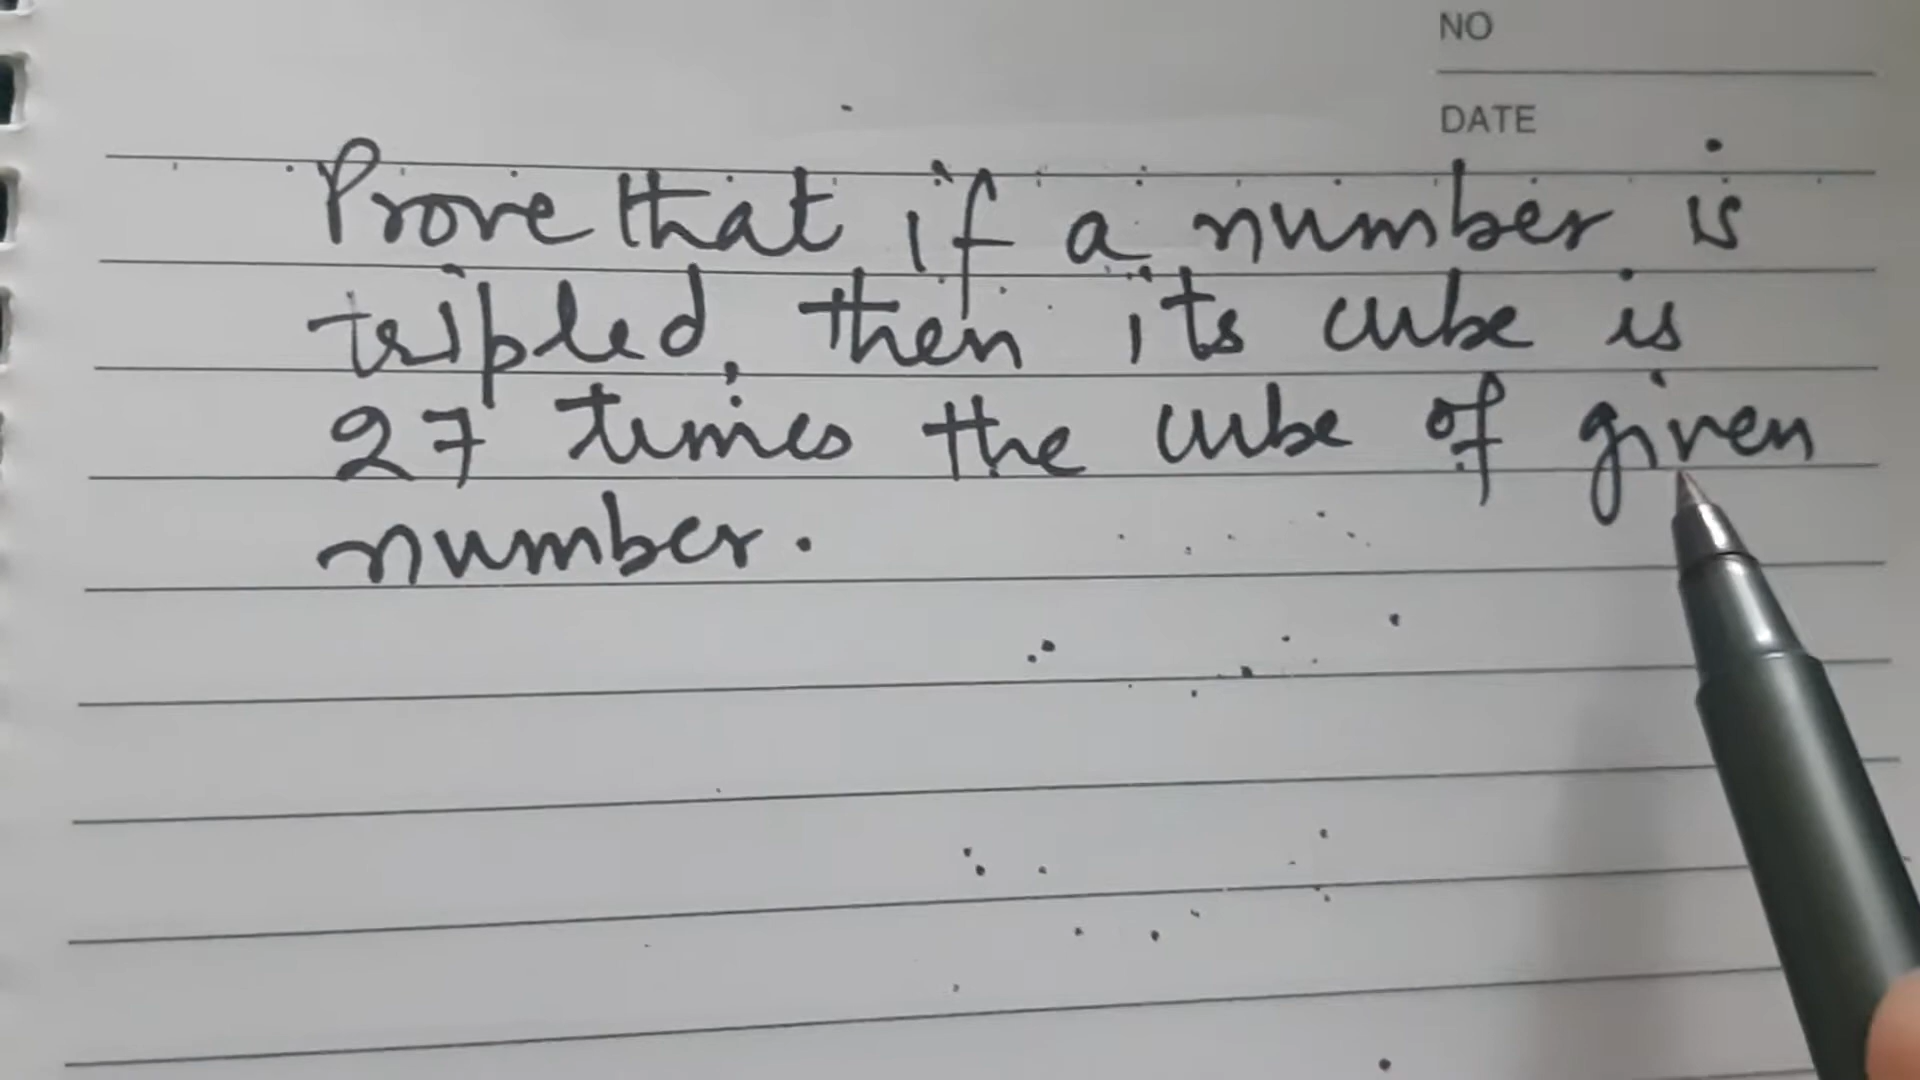 NO
DATE
Prove that if a number is
tripled, then its cube is
27 times the cube of given
number.